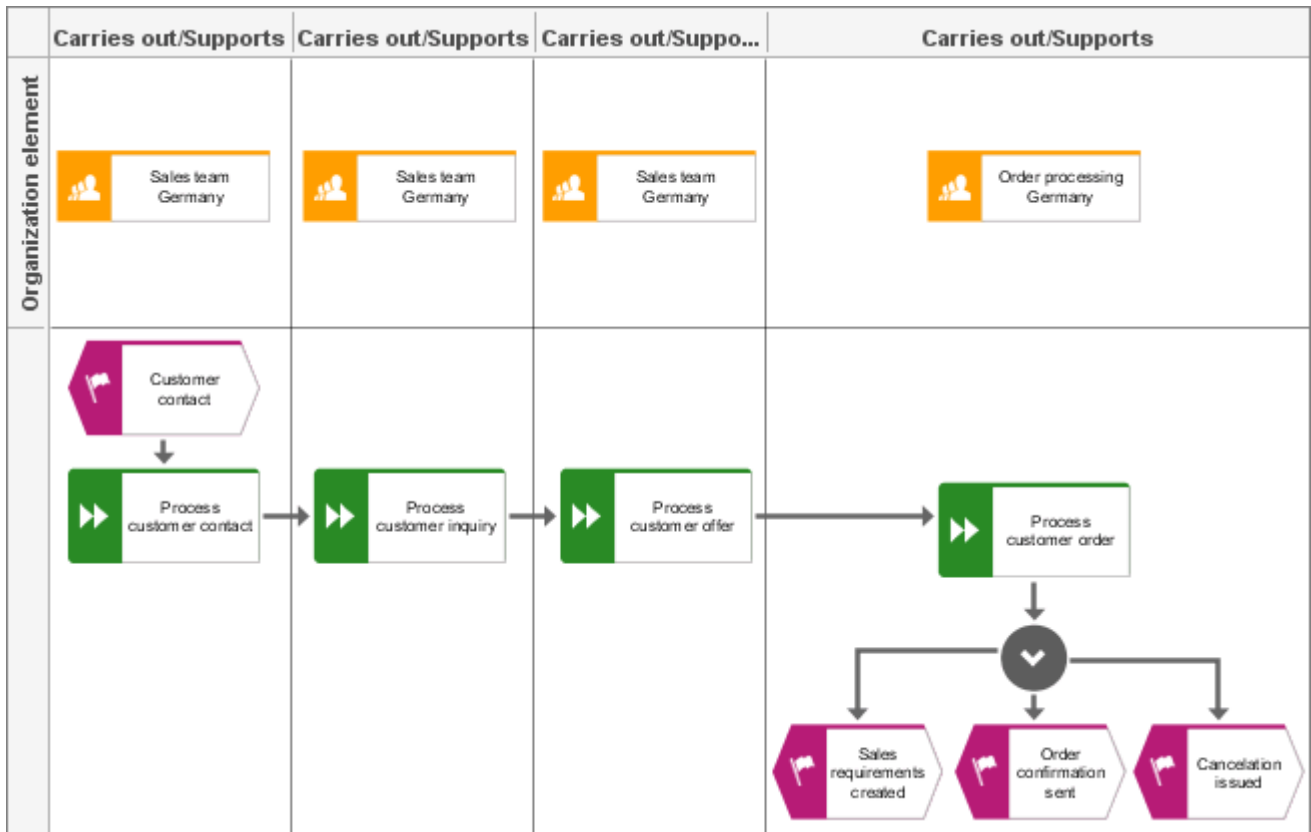 Carries out/Supports
Carries out/Supports
Carries out/Suppo...
Carries out/Supports
Organization element
Sales team
Germany
Sales team
Germany
Sales team
Germany
Order processing
Germany
Customer
contact
Process
customer contact
Process
customer inquiry
Process
customer offer
Process
customer order
Sales
requirements
created
Order
confirmation
sent
Cancelation
issued